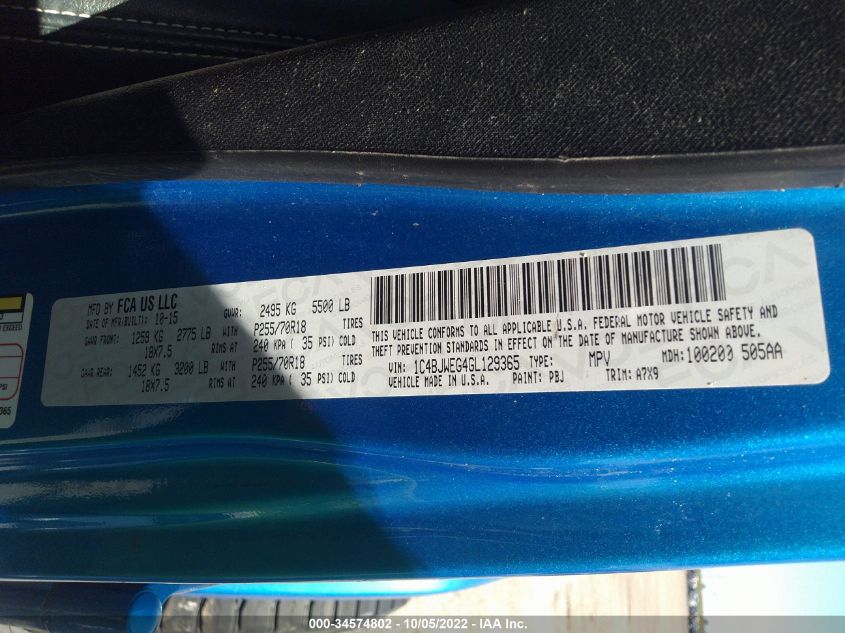 MFD BY FCA US LLC
DATE OF MFR(BUILT): 10-15 GVWR: 2495 KG 5500 LB
GAWR FRONT: 1259 KG 2775 LB WITH P255/70R18 TIRES
18X7.5 RIMS AT 240 KPA ( 35 PSI) COLD
GAWR REAR: 1452 KG 3200 LB WITH P255/70R18 TIRES
18X7.5 RIMS AT 240 KPA ( 35 PSI) COLD
THIS VEHICLE CONFORMS TO ALL APPLICABLE U.S.A. FEDERAL MOTOR VEHICLE SAFETY AND
THEFT PREVENTION STANDARDS IN EFFECT ON THE DATE OF MANUFACTURE SHOWN ABOVE.
VIN: 1C4BJWEG4GL129365 TYPE: MPV MDH: 100203 505AA
VEHICLE MADE IN U.S.A. PAINT: PBJ TRIM: A7X9
EXCEED
PSI
365
000-34574802 - 10/05/2022 - IAA Inc.